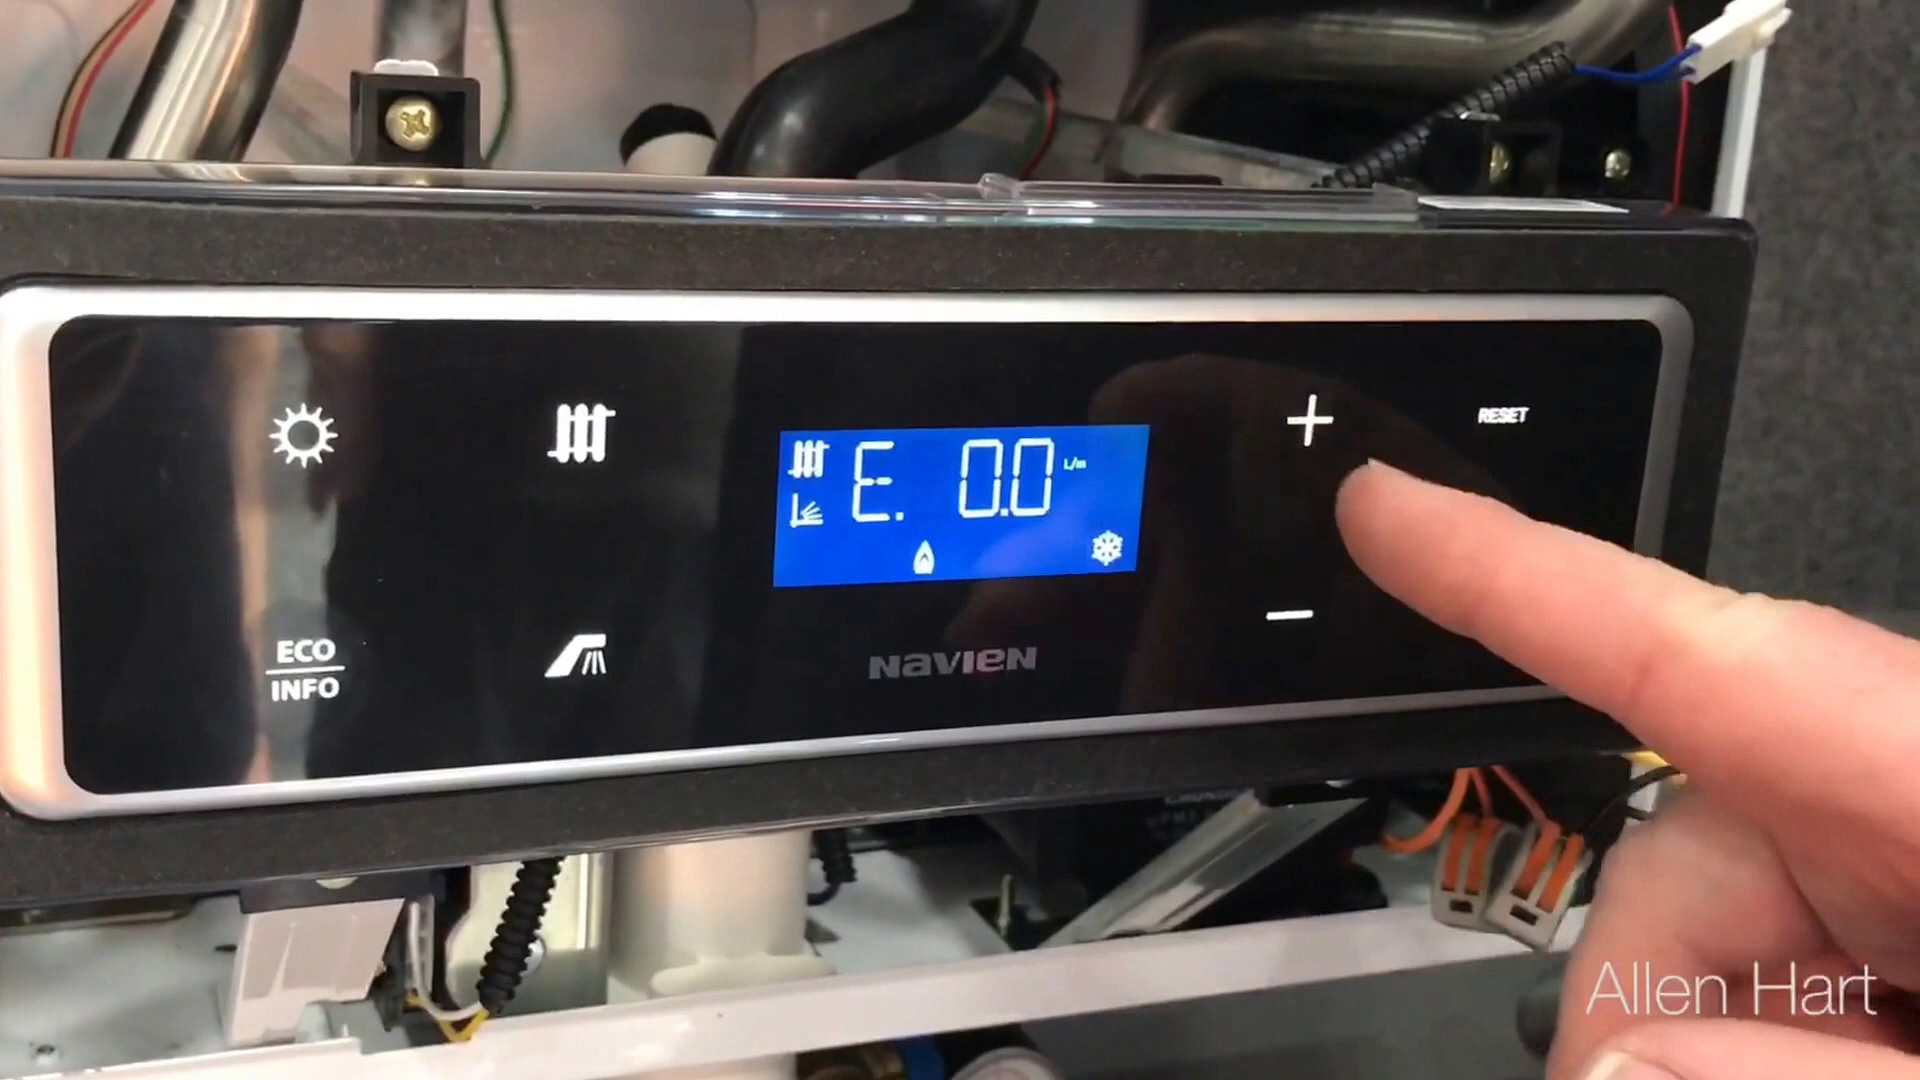 RESET
E. 0.0 L/m
ECO
INFO
NAVIEN
Allen Hart